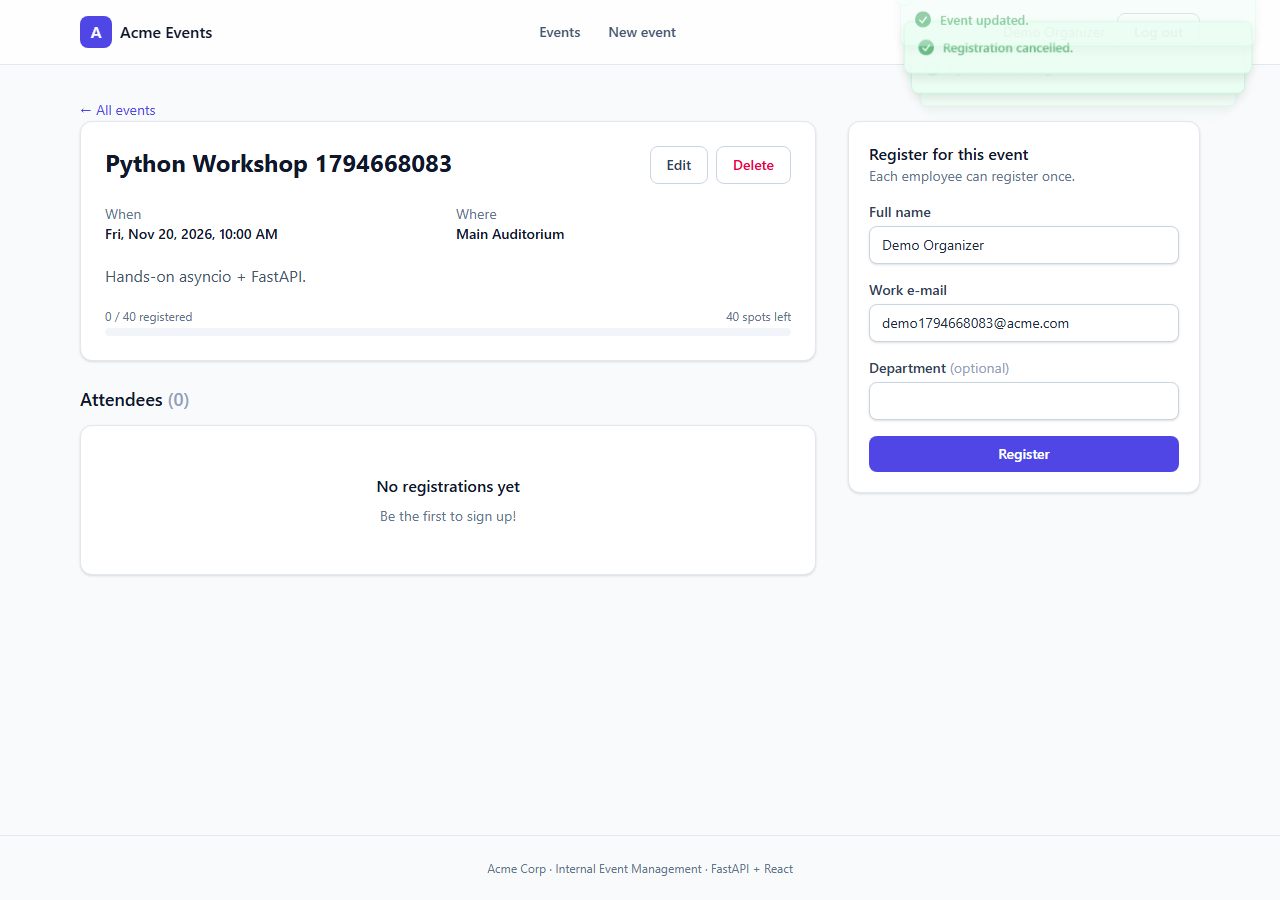 A Acme Events
Events
New event
Event updated.
Demo Organizer
Log out
Registration cancelled.
← All events
Python Workshop 1794668083
Edit
Delete
When
Fri, Nov 20, 2026, 10:00 AM
Where
Main Auditorium
Hands-on asyncio + FastAPI.
0 / 40 registered
40 spots left
Attendees (0)
No registrations yet
Be the first to sign up!
Register for this event
Each employee can register once.
Full name
Demo Organizer
Work e-mail
demo1794668083@acme.com
Department (optional)
Register
Acme Corp · Internal Event Management · FastAPI + React